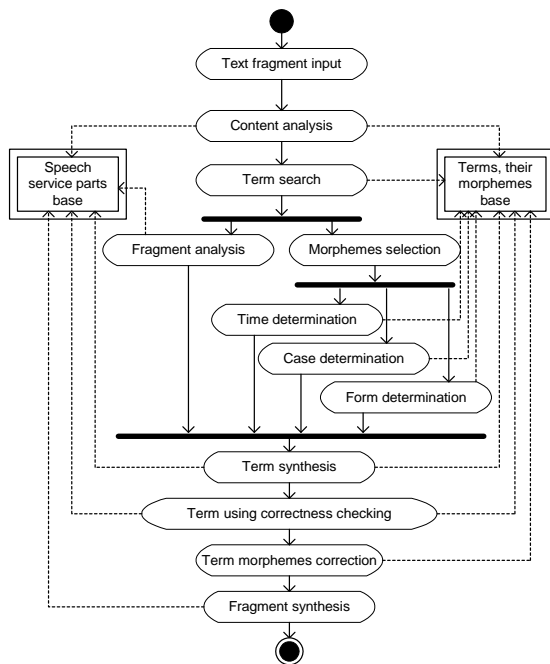 Text fragment input
Content analysis
Speech
service parts
base
Term search
Terms, their
morphemes
base
Fragment analysis
Morphemes selection
Time determination
Case determination
Form determination
Term synthesis
Term using correctness checking
Term morphemes correction
Fragment synthesis